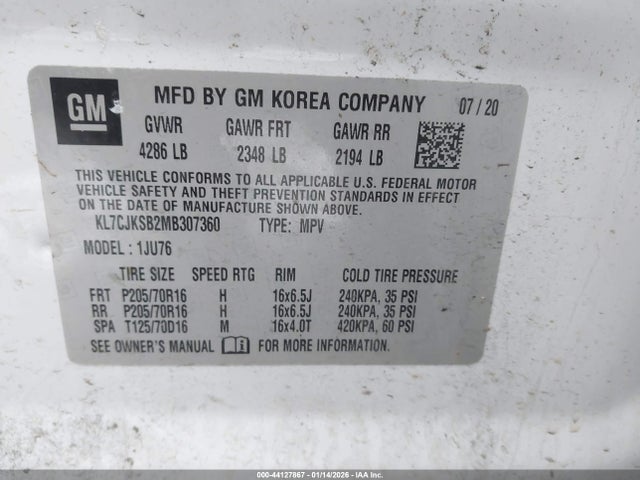 GM MFD BY GM KOREA COMPANY 07/20
GVWR GAWR FRT GAWR RR
4286 LB 2348 LB 2194 LB
THIS VEHICLE CONFORMS TO ALL APPLICABLE U.S. FEDERAL MOTOR
VEHICLE SAFETY AND THEFT PREVENTION STANDARDS IN EFFECT
ON THE DATE OF MANUFACTURE SHOWN ABOVE.
KL7CJKSB2MB307360 TYPE: MPV
MODEL: 1JU76
TIRE SIZE SPEED RTG RIM COLD TIRE PRESSURE
FRT P205/70R16 H 16x6.5J 240KPA, 35 PSI
RR P205/70R16 H 16x6.5J 240KPA, 35 PSI
SPA T125/70D16 M 16x4.0T 420KPA, 60 PSI
SEE OWNER'S MANUAL FOR MORE INFORMATION.
000-44127867 - 01/14/2026 - IAA Inc.